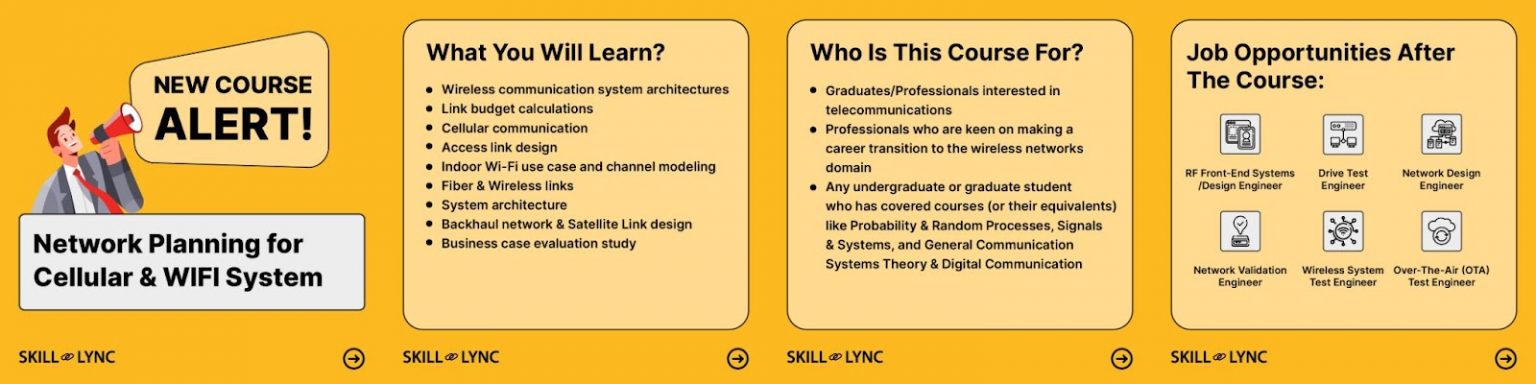 NEW COURSE
ALERT!
Network Planning for
Cellular & WIFI System
SKILL LYNC
What You Will Learn?
• Wireless communication system architectures
• Link budget calculations
• Cellular communication
• Access link design
• Indoor Wi-Fi use case and channel modeling
• Fiber & Wireless links
• System architecture
• Backhaul network & Satellite Link design
• Business case evaluation study
SKILL LYNC
Who Is This Course For?
• Graduates/Professionals interested in
telecommunications
• Professionals who are keen on making a
career transition to the wireless networks
domain
• Any undergraduate or graduate student
who has covered courses (or their equivalents)
like Probability & Random Processes, Signals
& Systems, and General Communication
Systems Theory & Digital Communication
SKILL LYNC
Job Opportunities After
The Course:
RF Front-End Systems
/Design Engineer
Drive Test
Engineer
Network Design
Engineer
Network Validation
Engineer
Wireless System
Test Engineer
Over-The-Air (OTA)
Test Engineer
SKILL LYNC